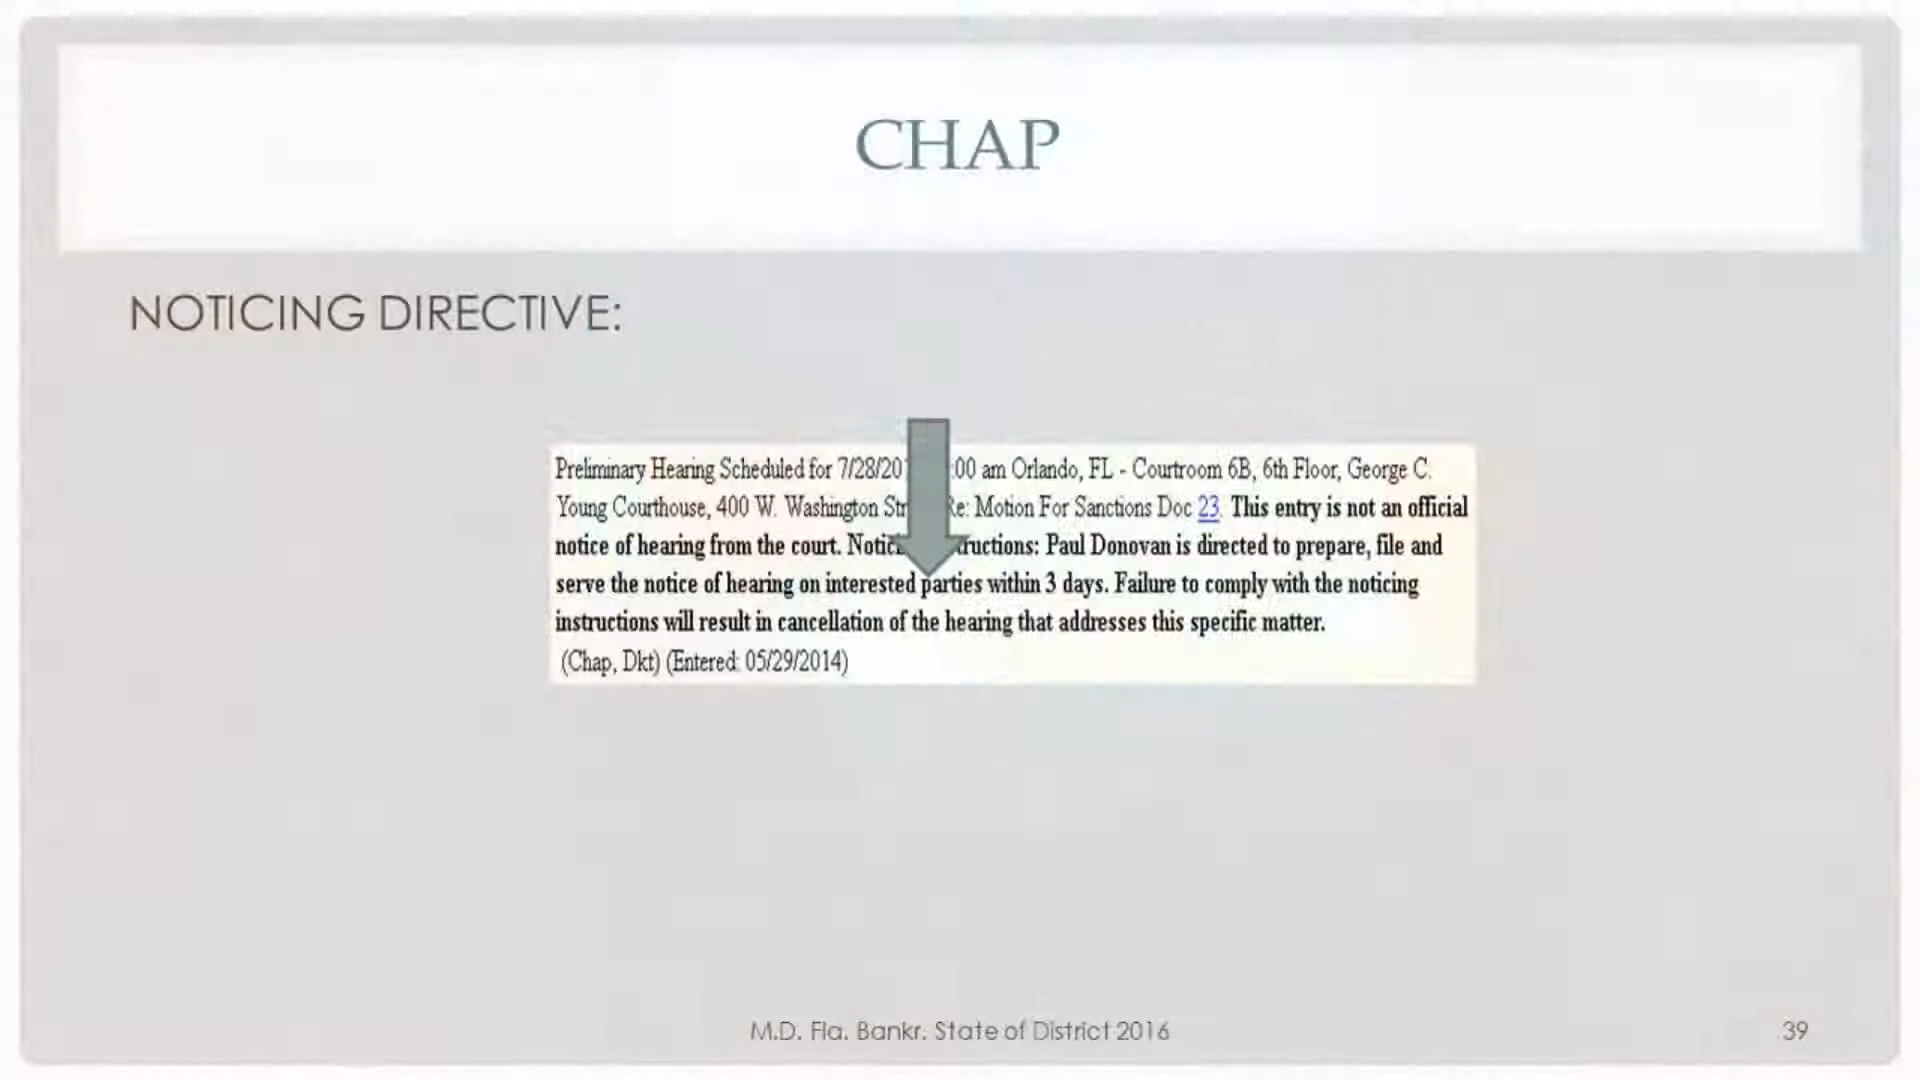 CHAP
NOTICING DIRECTIVE:
Preliminary Hearing Scheduled for 7/28/20 :00 am Orlando, FL - Courtroom 6B, 6th Floor, George C.
Young Courthouse, 400 W. Washington Str Re: Motion For Sanctions Doc 23. This entry is not an official
notice of hearing from the court. Notic tructions: Paul Donovan is directed to prepare, file and
serve the notice of hearing on interested parties within 3 days. Failure to comply with the noticing
instructions will result in cancellation of the hearing that addresses this specific matter.
(Chap, Dkt) (Entered: 05/29/2014)
M.D. Fla. Bankr. State of District 2016
39